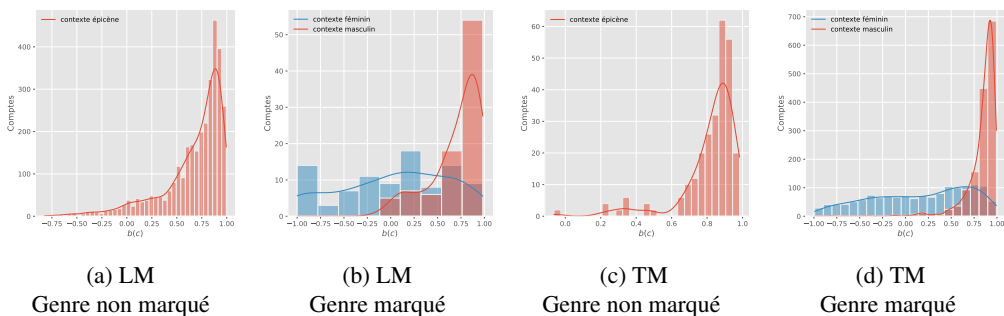 contexte épicène
Comptes
400
300
200
100
0
−0.75 −0.50 −0.25 0.00 0.25 0.50 0.75 1.00
b(c)
(a) LM
Genre non marqué
contexte féminin
contexte masculin
Comptes
50
40
30
20
10
0
−1.00 −0.75 −0.50 −0.25 0.00 0.25 0.50 0.75 1.00
b(c)
(b) LM
Genre marqué
contexte épicène
Comptes
60
50
40
30
20
10
0
0.0 0.2 0.4 0.6 0.8 1.0
b(c)
(c) TM
Genre non marqué
contexte féminin
contexte masculin
Comptes
700
600
500
400
300
200
100
0
−1.00 −0.75 −0.50 −0.25 0.00 0.25 0.50 0.75 1.00
b(c)
(d) TM
Genre marqué